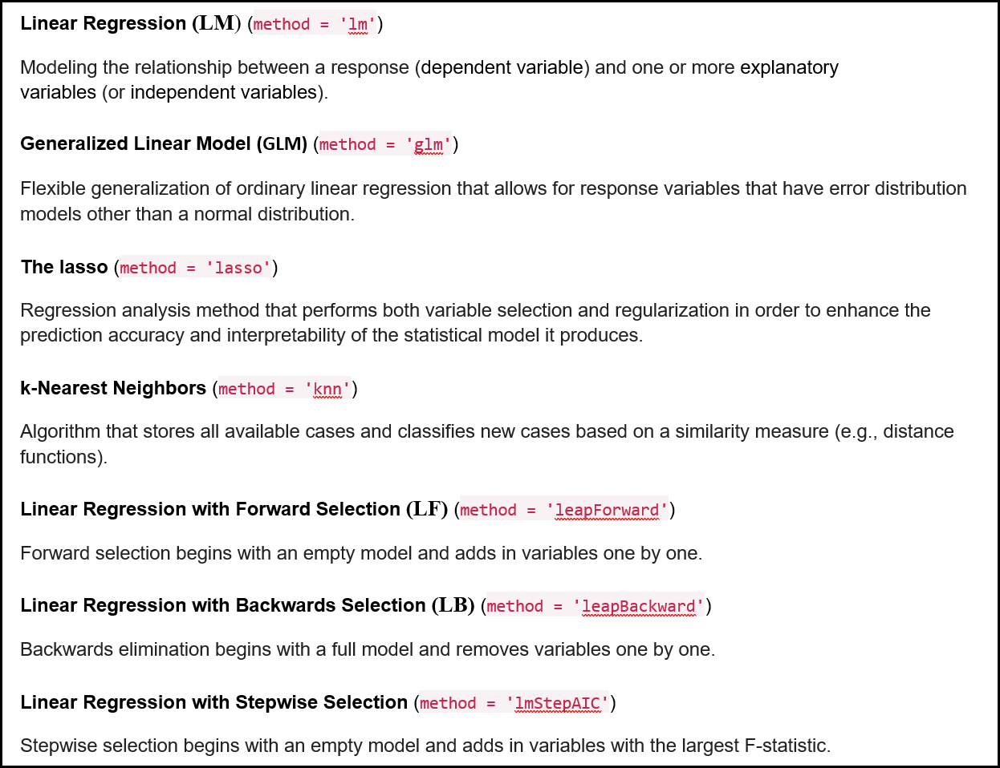 Linear Regression (LM) (method = 'lm')
Modeling the relationship between a response (dependent variable) and one or more explanatory
variables (or independent variables).
Generalized Linear Model (GLM) (method = 'glm')
Flexible generalization of ordinary linear regression that allows for response variables that have error distribution
models other than a normal distribution.
The lasso (method = 'lasso')
Regression analysis method that performs both variable selection and regularization in order to enhance the
prediction accuracy and interpretability of the statistical model it produces.
k-Nearest Neighbors (method = 'knn')
Algorithm that stores all available cases and classifies new cases based on a similarity measure (e.g., distance
functions).
Linear Regression with Forward Selection (LF) (method = 'leapForward')
Forward selection begins with an empty model and adds in variables one by one.
Linear Regression with Backwards Selection (LB) (method = 'leapBackward')
Backwards elimination begins with a full model and removes variables one by one.
Linear Regression with Stepwise Selection (method = 'lmStepAIC')
Stepwise selection begins with an empty model and adds in variables with the largest F-statistic.